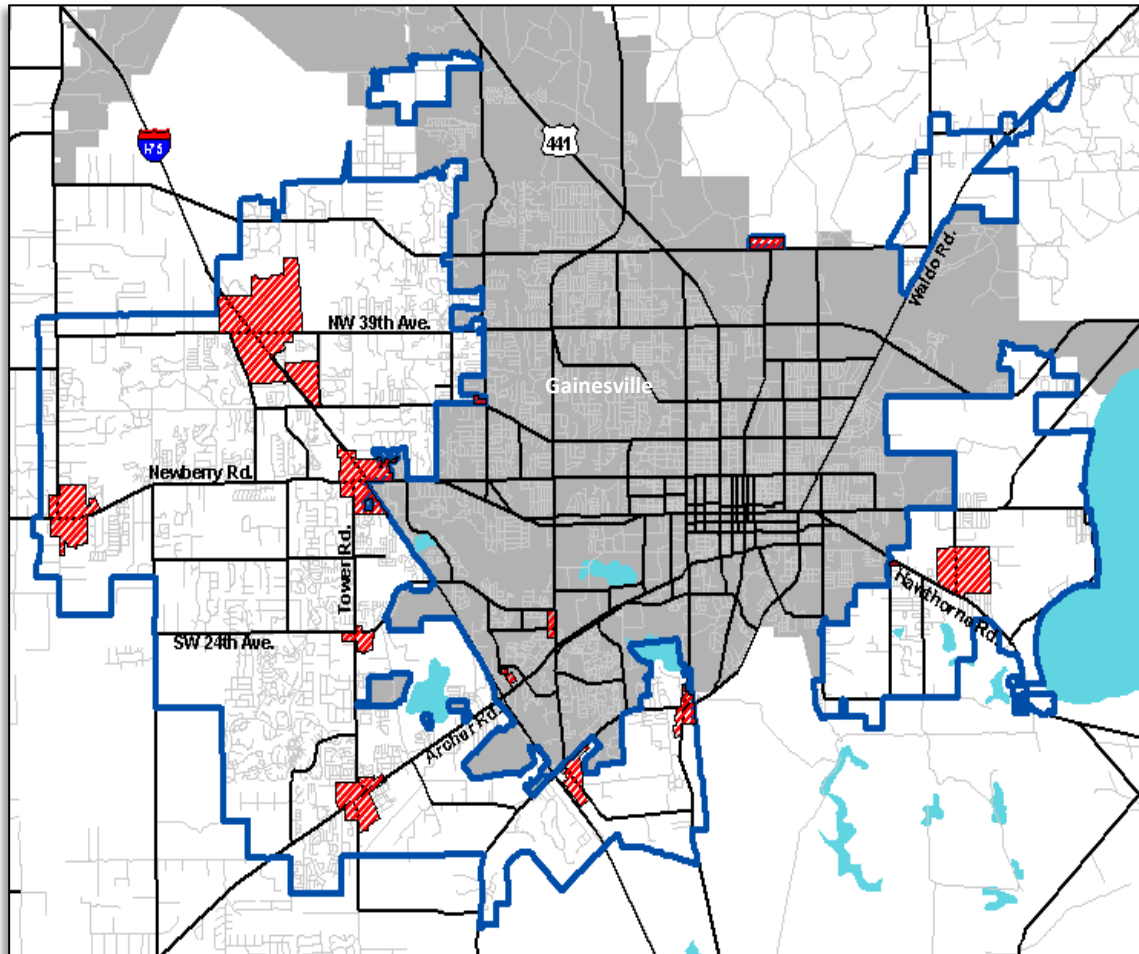 441
I-75
Waldo Rd.
NW 39th Ave.
Gainesville
Newberry Rd.
Tower Rd.
Hawthorne Rd.
SW 24th Ave.
Archer Rd.